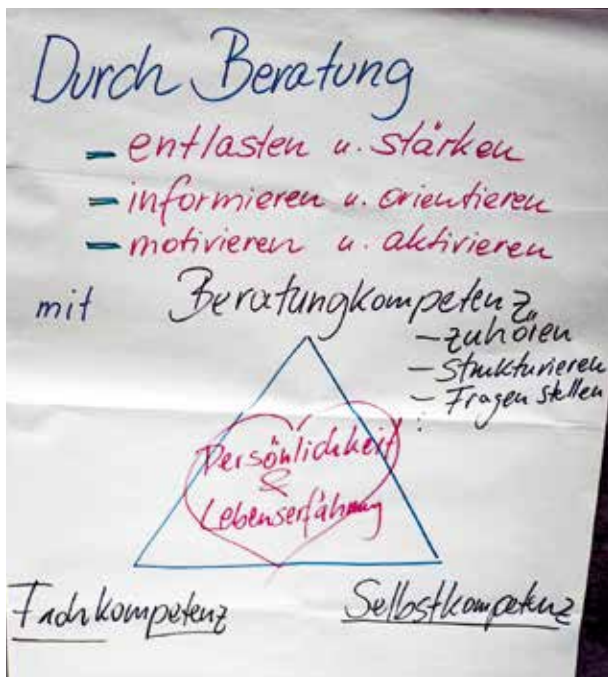 Durch Beratung
– entlasten u. stärken
– informieren u. orientieren
– motivieren u. aktivieren
mit Beratungkompetenz
– zuhören
– Strukturieren
– Fragen stellen
⋮
Persönlichkeit
&
Lebenserfahrung
Fachkompetenz Selbstkompetenz